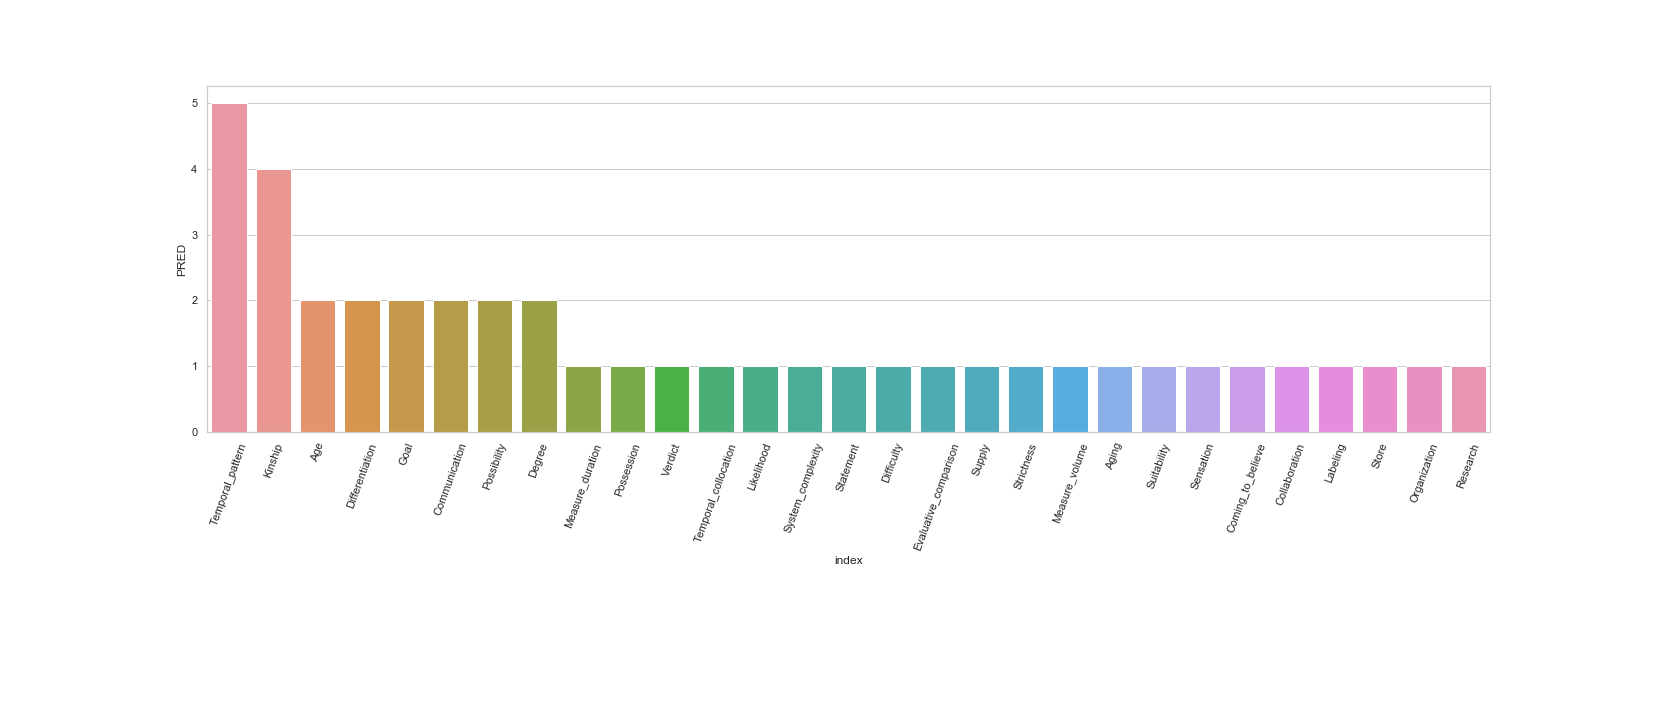 5
4
3
2
1
0
PRED
Temporal_pattern
Kinship
Age
Differentiation
Goal
Communication
Possibility
Degree
Measure_duration
Possession
Verdict
Temporal_collocation
Likelihood
System_complexity
Statement
Difficulty
Evaluative_comparison
Supply
Strictness
Measure_volume
Aging
Suitability
Sensation
Coming_to_believe
Collaboration
Labeling
Store
Organization
Research
index